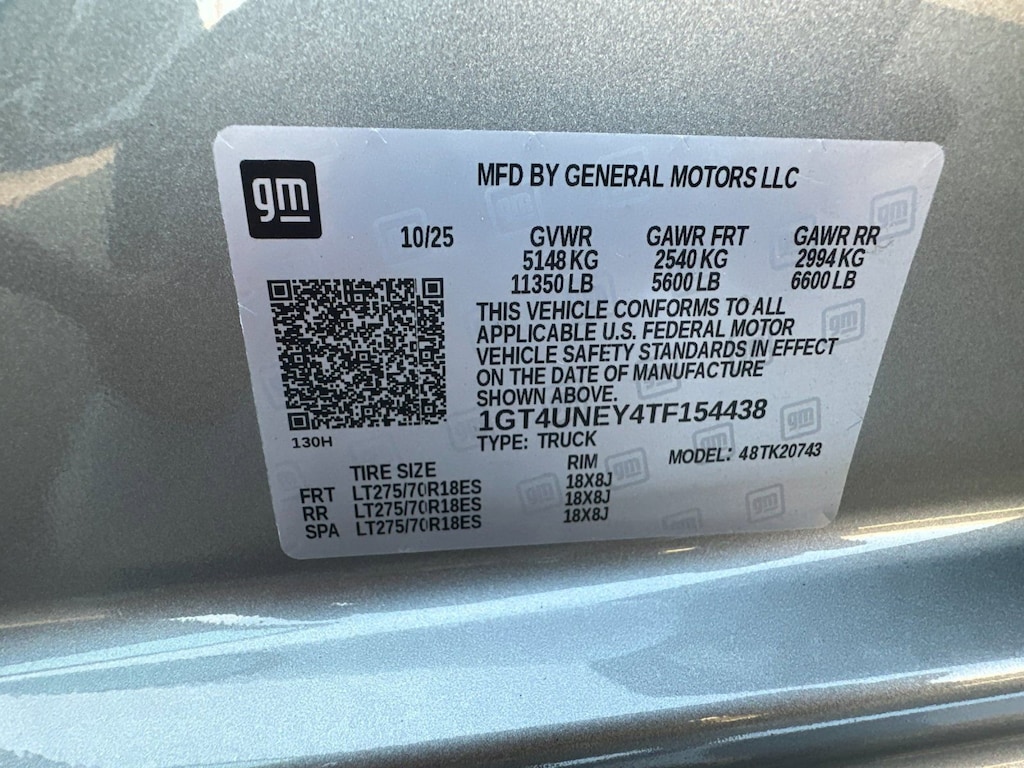 gm
MFD BY GENERAL MOTORS LLC
10/25 GVWR GAWR FRT GAWR RR
5148 KG 2540 KG 2994 KG
11350 LB 5600 LB 6600 LB
THIS VEHICLE CONFORMS TO ALL
APPLICABLE U.S. FEDERAL MOTOR
VEHICLE SAFETY STANDARDS IN EFFECT
ON THE DATE OF MANUFACTURE
SHOWN ABOVE.
1GT4UNEY4TF154438
130H
TYPE: TRUCK MODEL: 48TK20743
TIRE SIZE RIM
FRT LT275/70R18ES 18X8J
RR LT275/70R18ES 18X8J
SPA LT275/70R18ES 18X8J